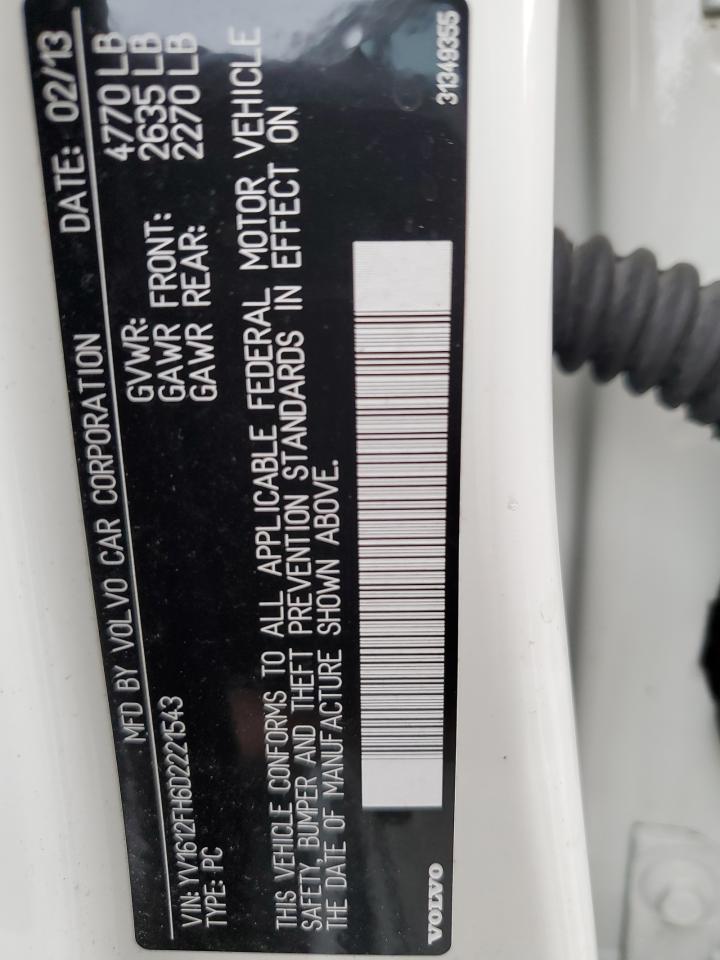 MFD BY VOLVO CAR CORPORATION DATE: 02/13
VIN: YV1612FH6D2221543 GVWR: 4770 LB
TYPE: PC GAWR FRONT: 2635 LB
GAWR REAR: 2270 LB
THIS VEHICLE CONFORMS TO ALL APPLICABLE FEDERAL MOTOR VEHICLE
SAFETY, BUMPER AND THEFT PREVENTION STANDARDS IN EFFECT ON
THE DATE OF MANUFACTURE SHOWN ABOVE.
VOLVO 31349355